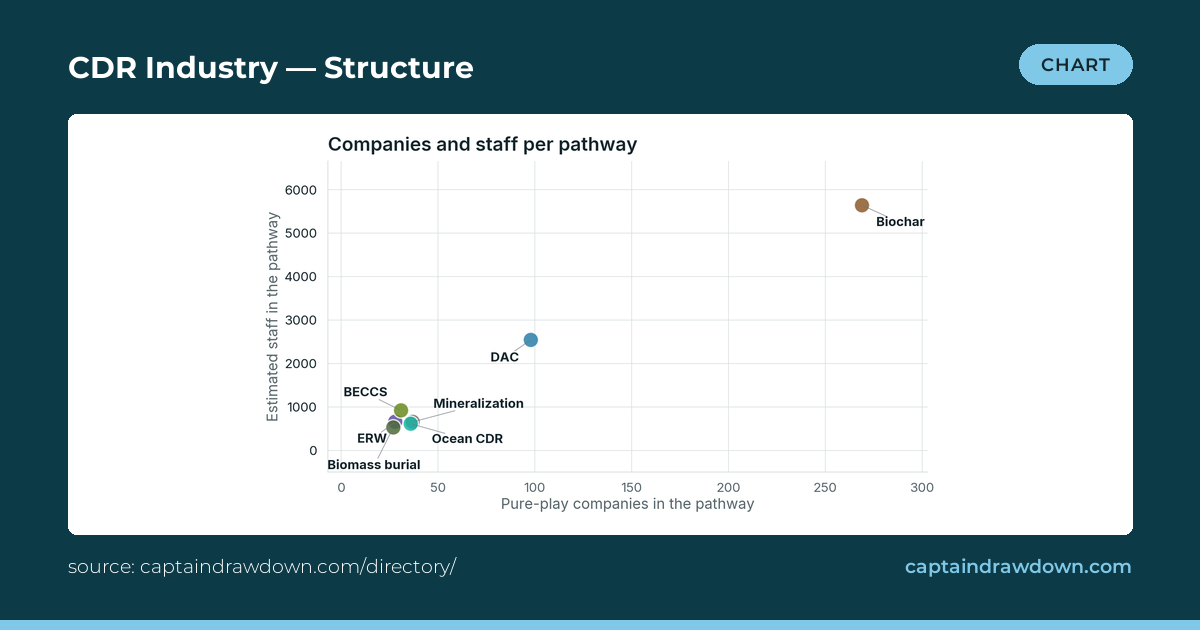 CDR Industry — Structure
CHART
Companies and staff per pathway
Estimated staff in the pathway
6000
5000
4000
3000
2000
1000
0
Biochar
DAC
BECCS
Mineralization
ERW
Ocean CDR
Biomass burial
0 50 100 150 200 250 300
Pure-play companies in the pathway
source: captaindrawdown.com/directory/
captaindrawdown.com